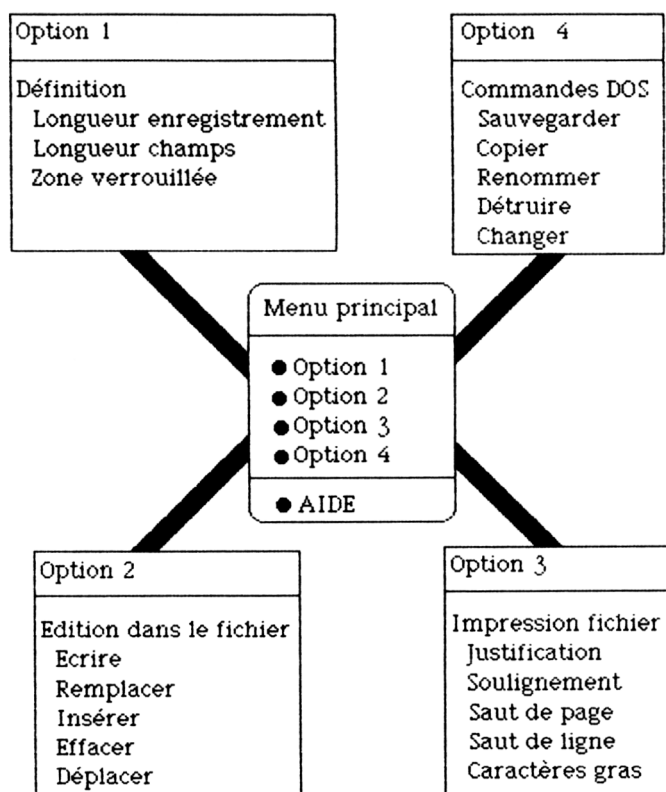 Option 1
Définition
Longueur enregistrement
Longueur champs
Zone verrouillée
Option 4
Commandes DOS
Sauvegarder
Copier
Renommer
Détruire
Changer
Menu principal
● Option 1
● Option 2
● Option 3
● Option 4
● AIDE
Option 2
Edition dans le fichier
Ecrire
Remplacer
Insérer
Effacer
Déplacer
Option 3
Impression fichier
Justification
Soulignement
Saut de page
Saut de ligne
Caractères gras